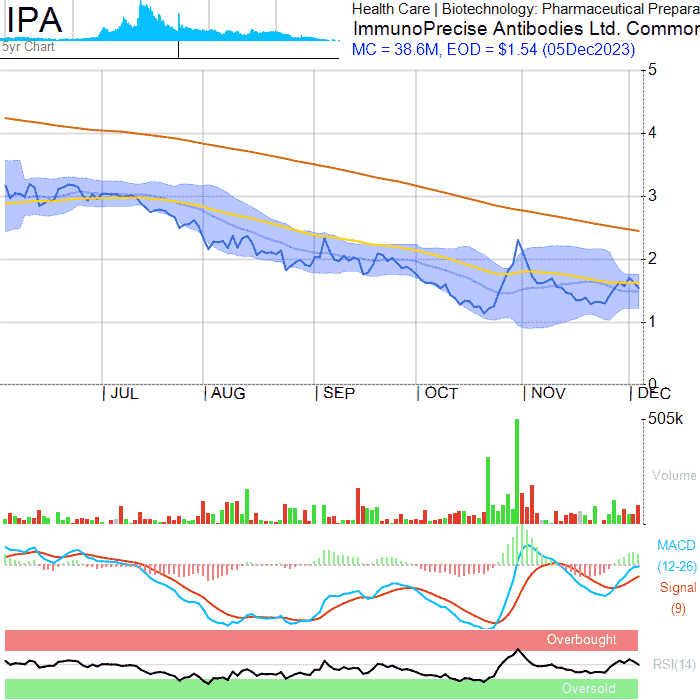 IPA
5yr Chart
Health Care | Biotechnology: Pharmaceutical Prepara
ImmunoPrecise Antibodies Ltd. Common
MC = 38.6M, EOD = $1.54 (05Dec2023)
5
4
3
2
1
0
JUL AUG SEP OCT NOV DEC
505k
Volume
MACD
(12-26)
Signal
(9)
Overbought
RSI(14)
Oversold